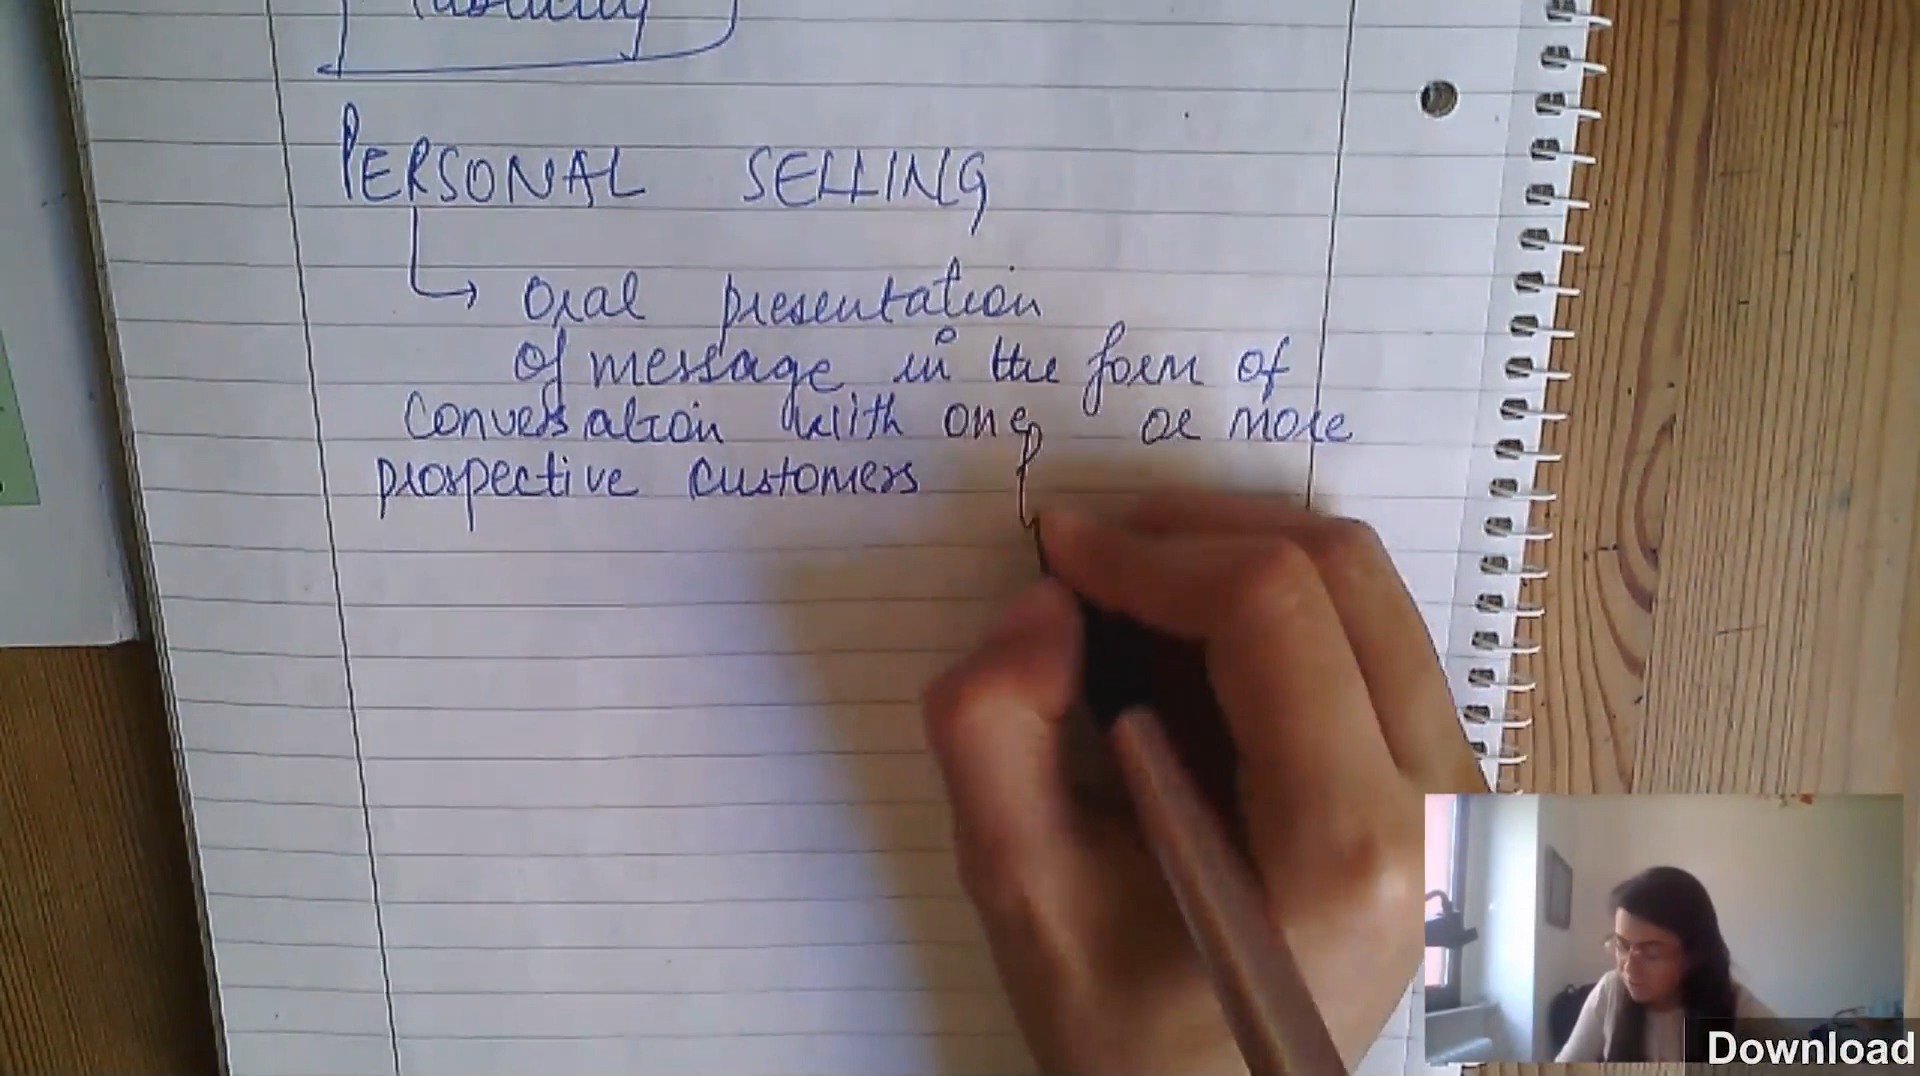 PERSONAL SELLING
Oral presentation
of message in the form of
Conversation with one or more
prospective customers
Download